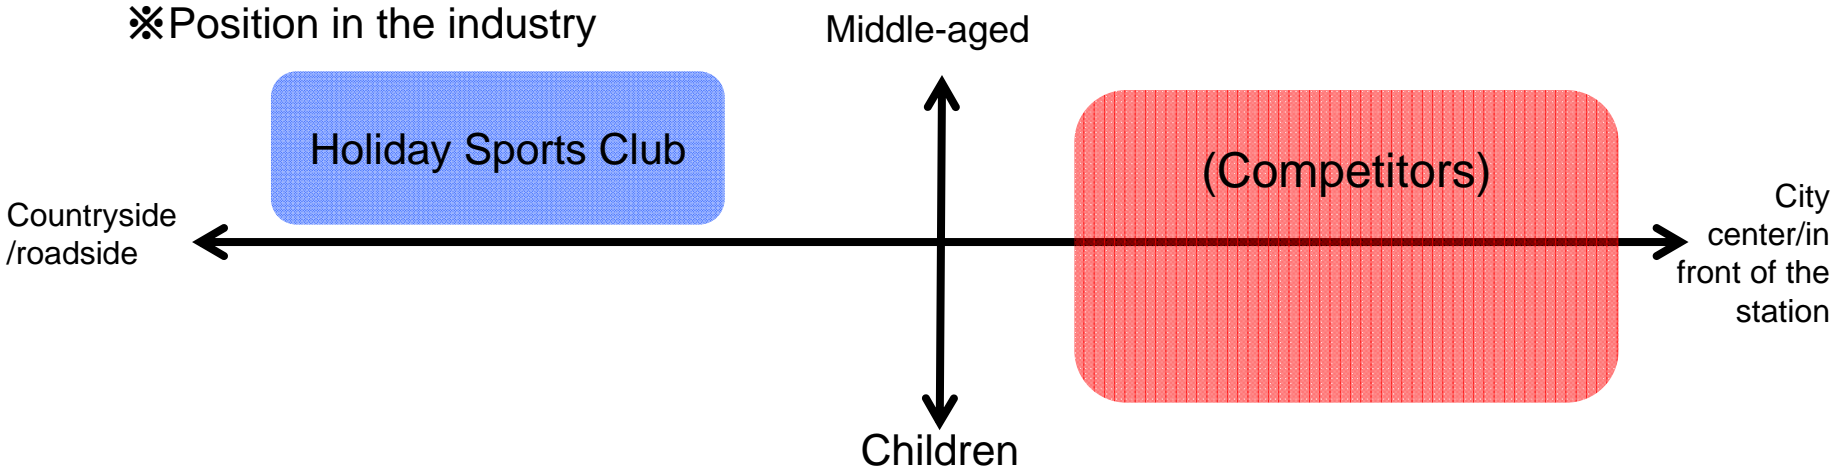 ※Position in the industry
Middle-aged
Holiday Sports Club
(Competitors)
Countryside
/roadside
City
center/in
front of the
station
Children